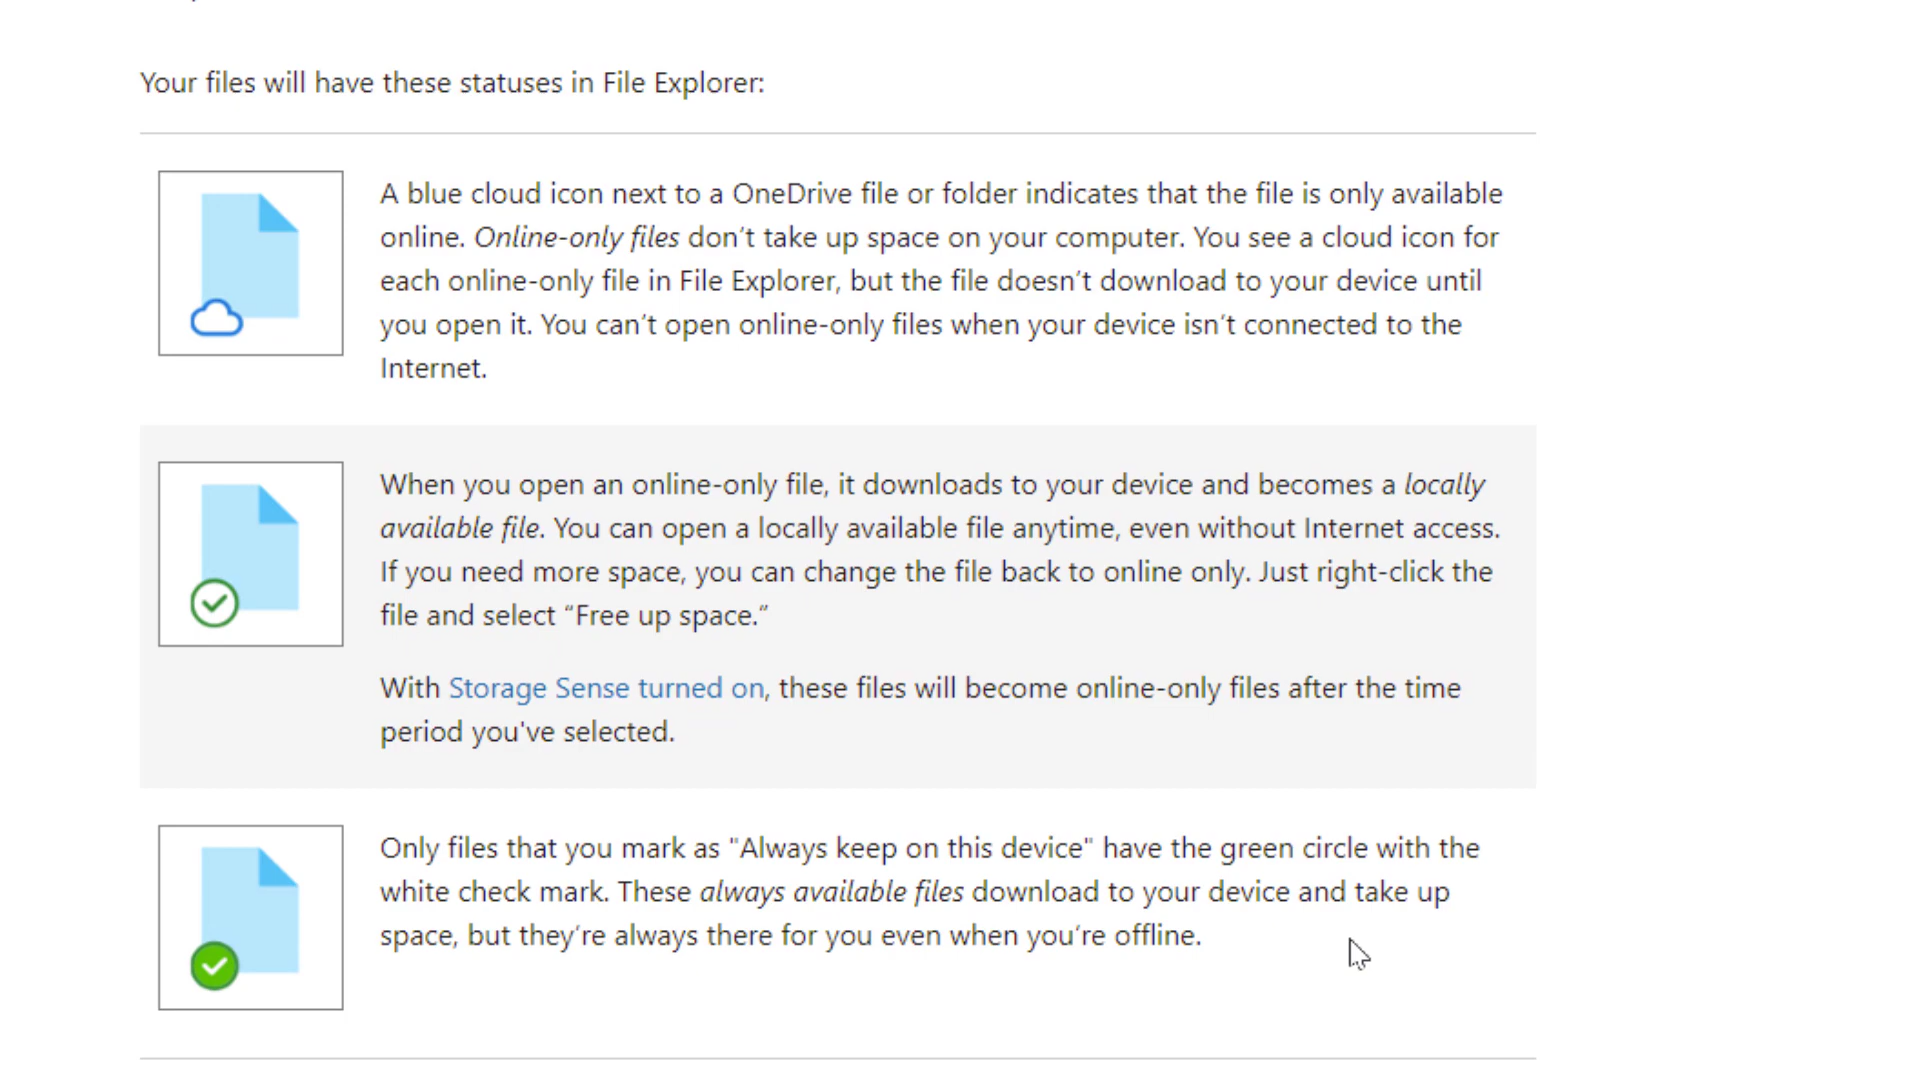 Your files will have these statuses in File Explorer:
A blue cloud icon next to a OneDrive file or folder indicates that the file is only available
online. Online-only files don’t take up space on your computer. You see a cloud icon for
each online-only file in File Explorer, but the file doesn’t download to your device until
you open it. You can’t open online-only files when your device isn’t connected to the
Internet.
When you open an online-only file, it downloads to your device and becomes a locally
available file. You can open a locally available file anytime, even without Internet access.
If you need more space, you can change the file back to online only. Just right-click the
file and select “Free up space.”
With Storage Sense turned on, these files will become online-only files after the time
period you've selected.
Only files that you mark as "Always keep on this device" have the green circle with the
white check mark. These always available files download to your device and take up
space, but they’re always there for you even when you’re offline.